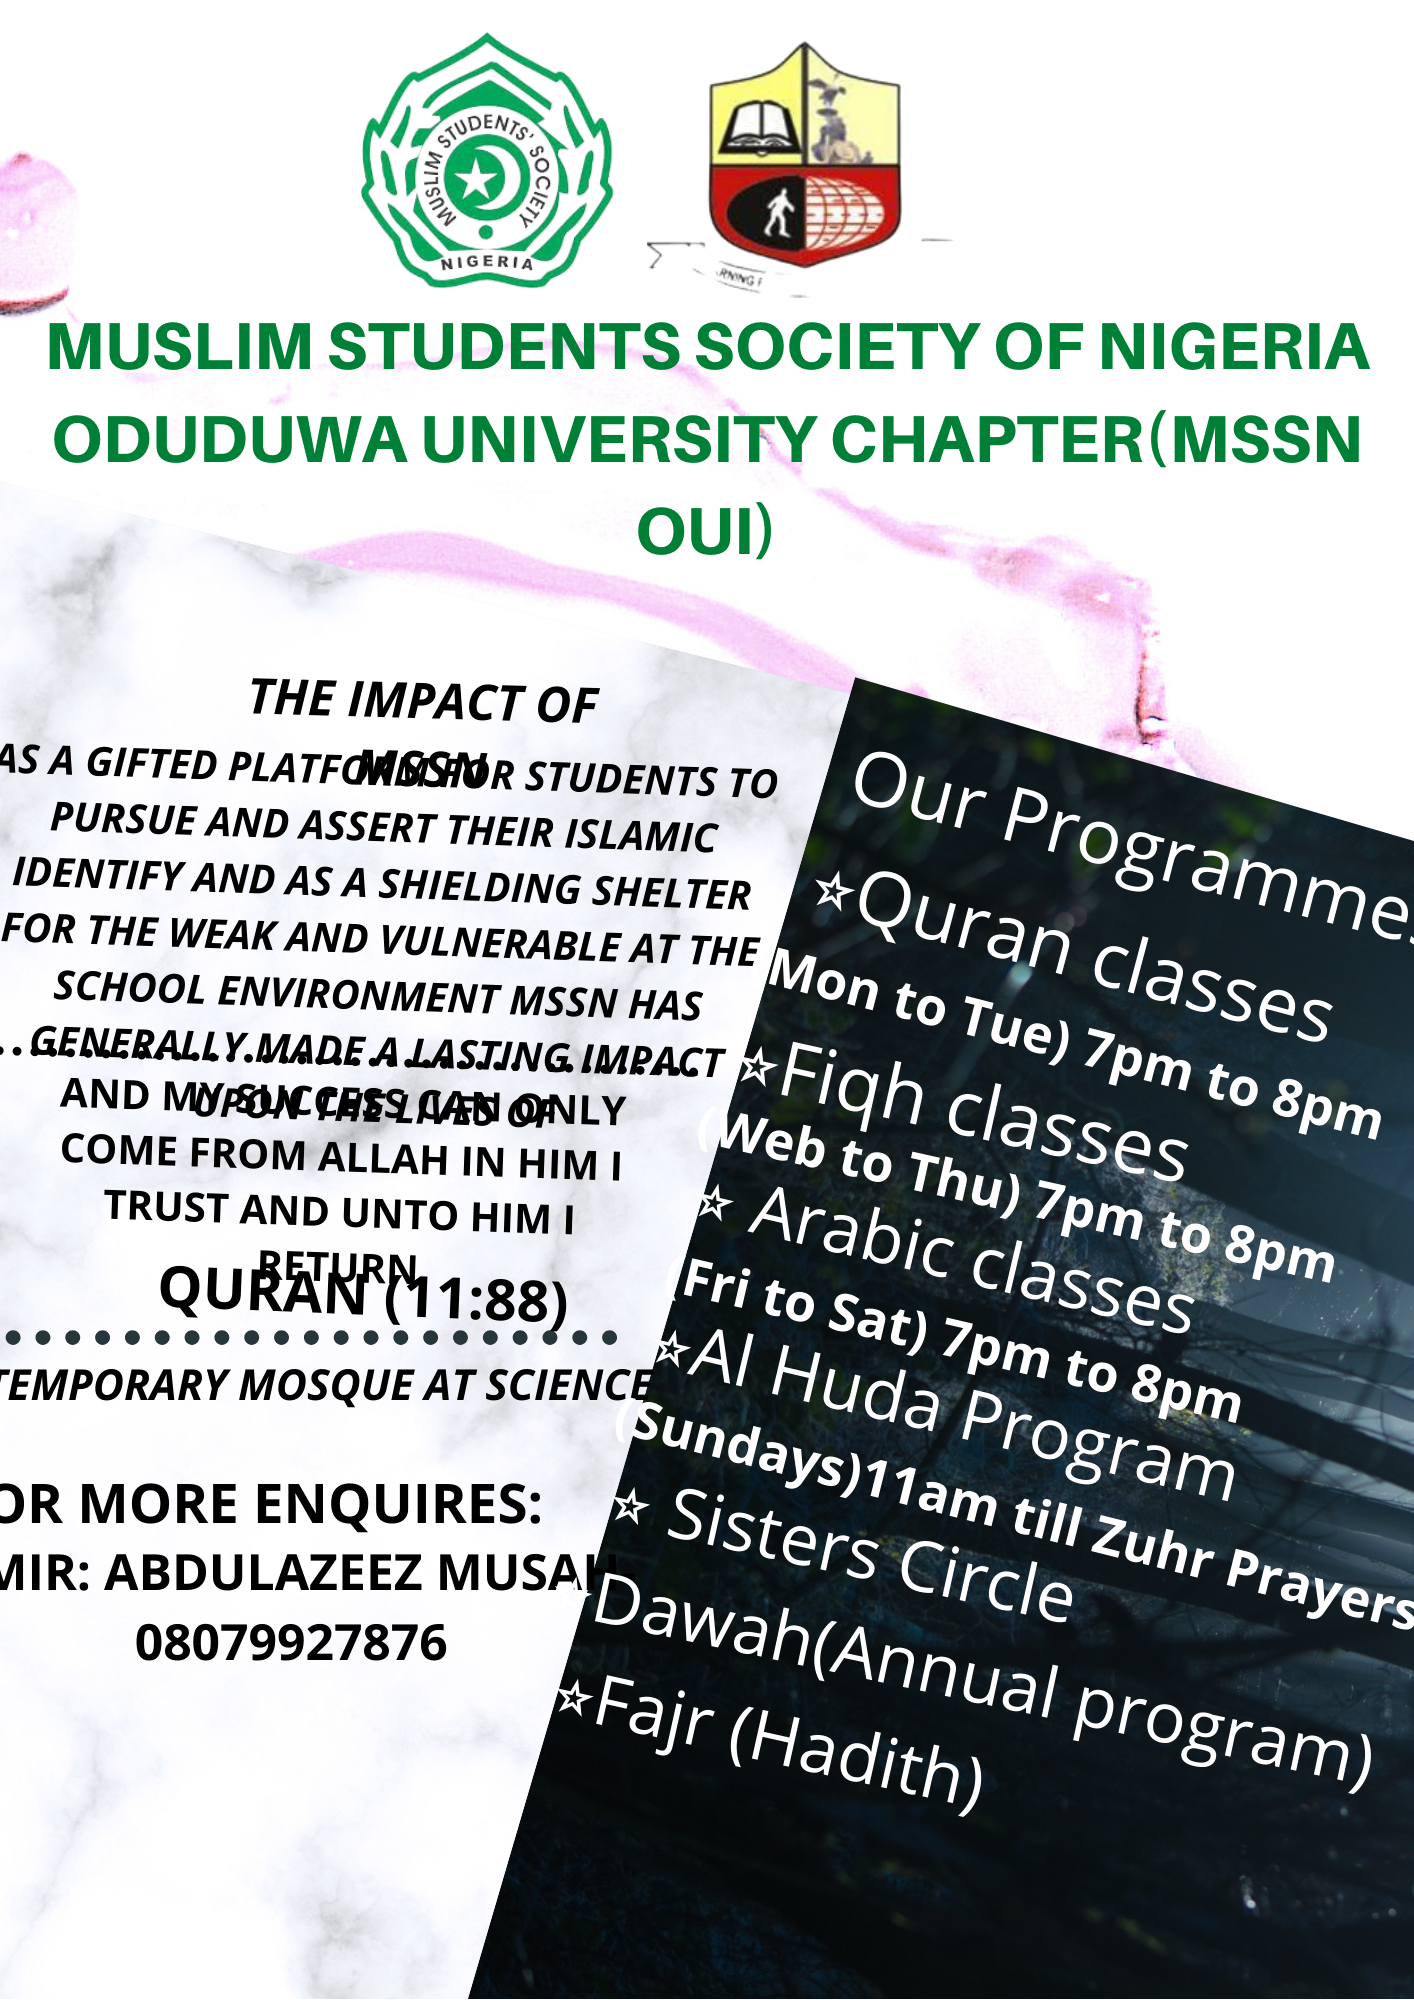 MUSLIM STUDENTS' SOCIETY
NIGERIA
RNING F
MUSLIM STUDENTS SOCIETY OF NIGERIA
ODUDUWA UNIVERSITY CHAPTER(MSSN
OUI)
THE IMPACT OF
MSSN
AS A GIFTED PLATFORM FOR STUDENTS TO
PURSUE AND ASSERT THEIR ISLAMIC
IDENTIFY AND AS A SHIELDING SHELTER
FOR THE WEAK AND VULNERABLE AT THE
SCHOOL ENVIRONMENT MSSN HAS
GENERALLY MADE A LASTING IMPACT
UPON THE LIVES OF
AND MY SUCCESS CAN ONLY
COME FROM ALLAH IN HIM I
TRUST AND UNTO HIM I
RETURN
QURAN (11:88)
TEMPORARY MOSQUE AT SCIENCE
OR MORE ENQUIRES:
MIR: ABDULAZEEZ MUSAH
08079927876
Our Programmes
☆Quran classes
Mon to Tue) 7pm to 8pm
☆Fiqh classes
(Web to Thu) 7pm to 8pm
☆ Arabic classes
(Fri to Sat) 7pm to 8pm
☆Al Huda Program
(Sundays)11am till Zuhr Prayers
☆ Sisters Circle
Dawah(Annual program)
☆Fajr (Hadith)